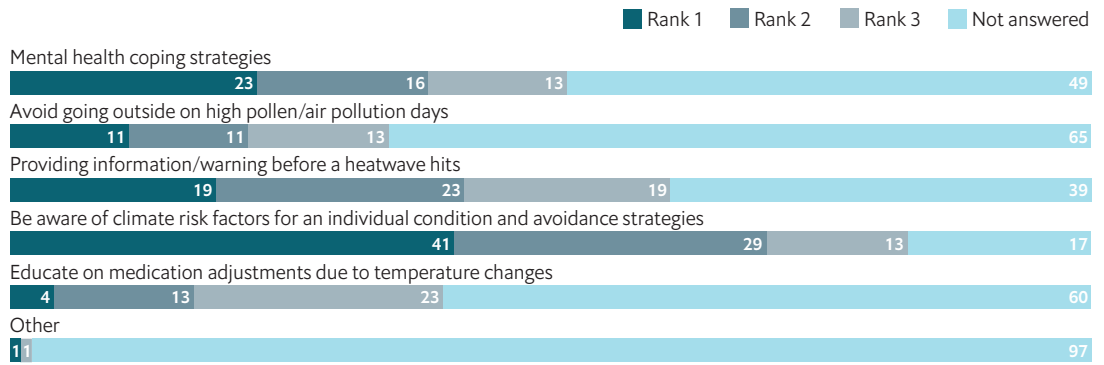 Rank 1 Rank 2 Rank 3 Not answered
Mental health coping strategies
23 16 13 49
Avoid going outside on high pollen/air pollution days
11 11 13 65
Providing information/warning before a heatwave hits
19 23 19 39
Be aware of climate risk factors for an individual condition and avoidance strategies
41 29 13 17
Educate on medication adjustments due to temperature changes
4 13 23 60
Other
1 1 97